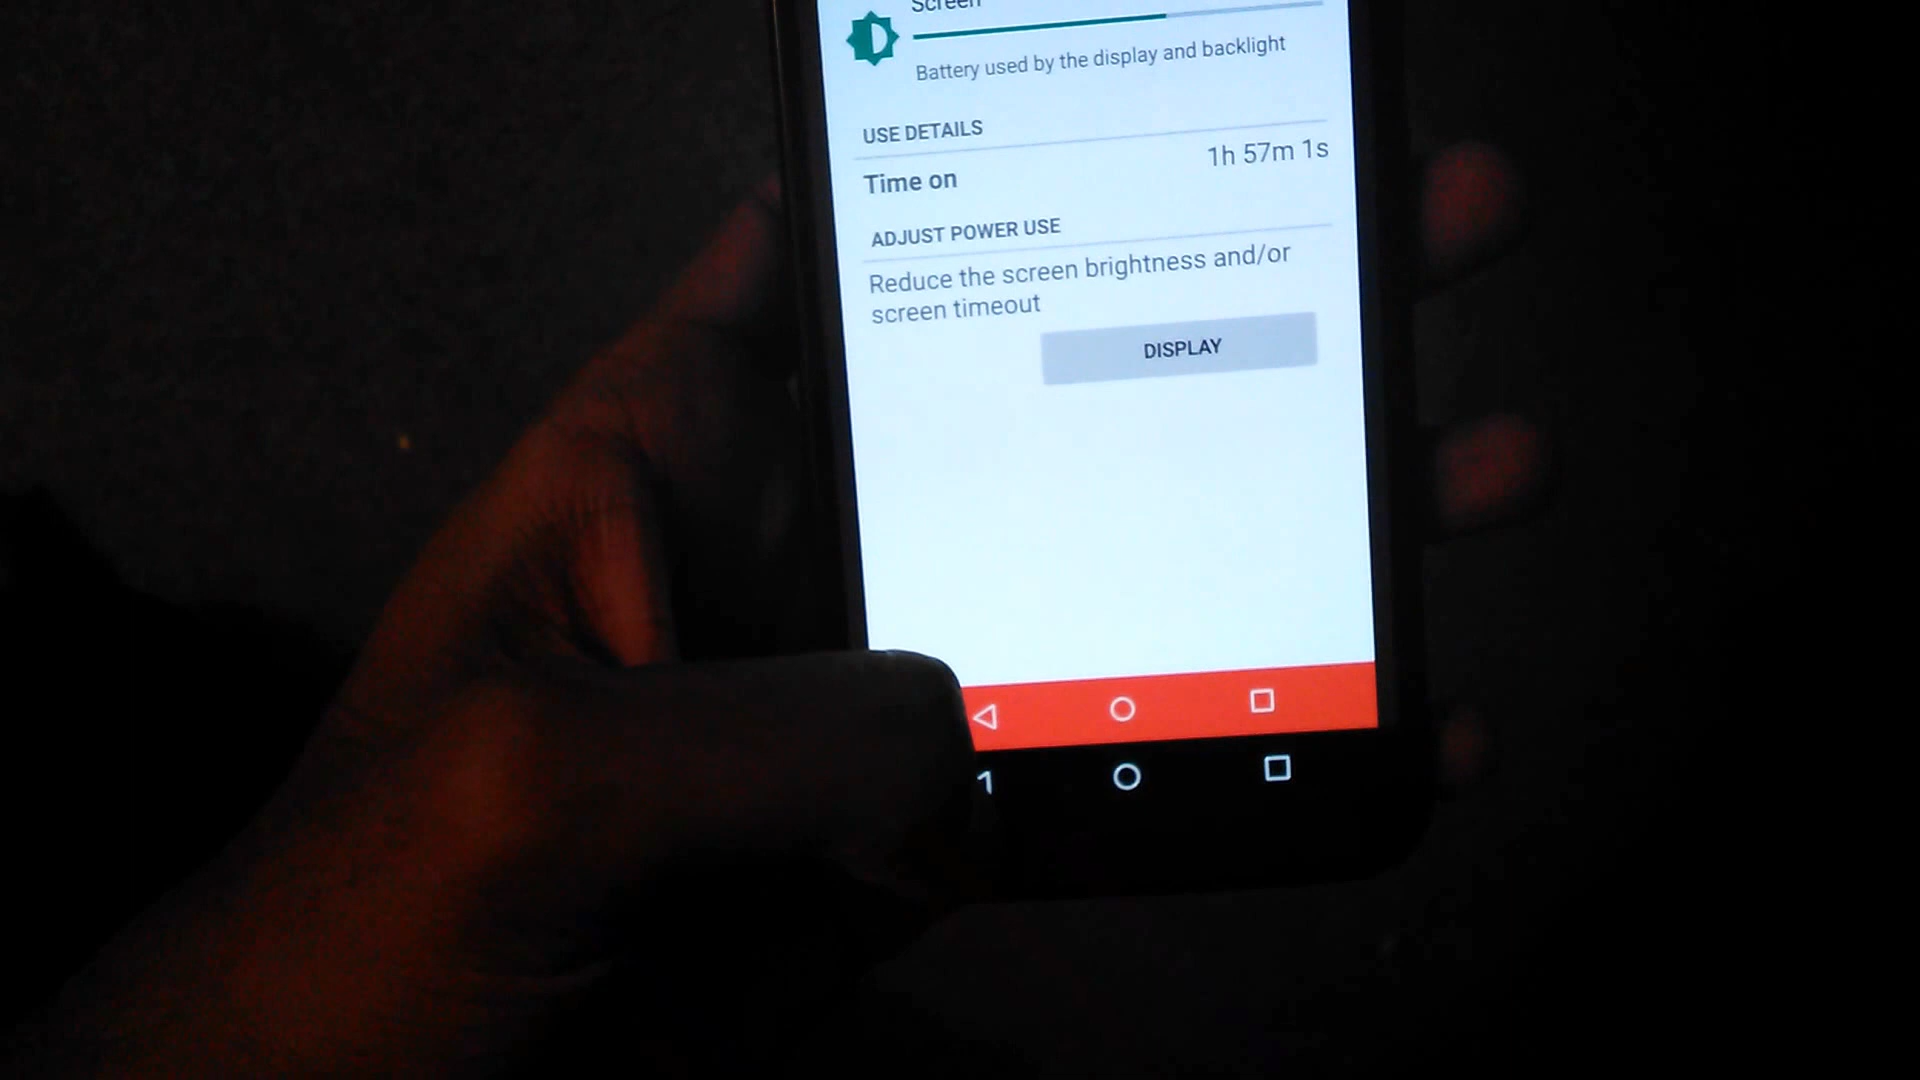 Screen
Battery used by the display and backlight
USE DETAILS
Time on
1h 57m 1s
ADJUST POWER USE
Reduce the screen brightness and/or
screen timeout
DISPLAY